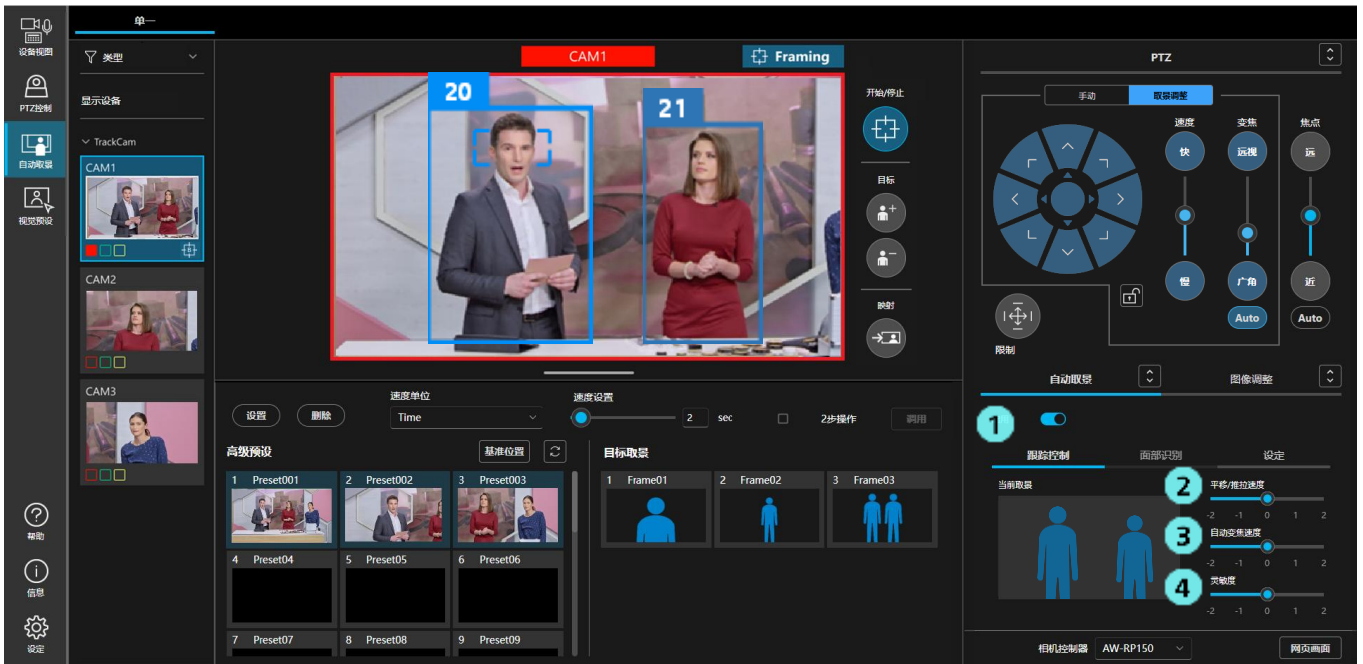 单一
设备视图
PTZ控制
自动取景
视觉预设
帮助
信息
设定
类型
显示设备
TrackCam
CAM1
CAM2
CAM3
CAM1
Framing
20
21
开始/停止
目标
映射
速度单位
速度设置
设置
删除
Time
2
sec
2步操作
调用
高级预设
基准位置
1 Preset001
2 Preset002
3 Preset003
4 Preset04
5 Preset05
6 Preset06
7 Preset07
8 Preset08
9 Preset09
目标取景
1 Frame01
2 Frame02
3 Frame03
PTZ
手动
取景调整
速度
变焦
焦点
快
远视
远
慢
广角
近
Auto
Auto
限制
自动取景
图像调整
1
跟踪控制
面部识别
设定
当前取景
2
平移/推拉速度
-2 -1 0 1 2
3
自动变焦速度
-2 -1 0 1 2
4
灵敏度
-2 -1 0 1 2
相机控制器
AW-RP150
网页画面